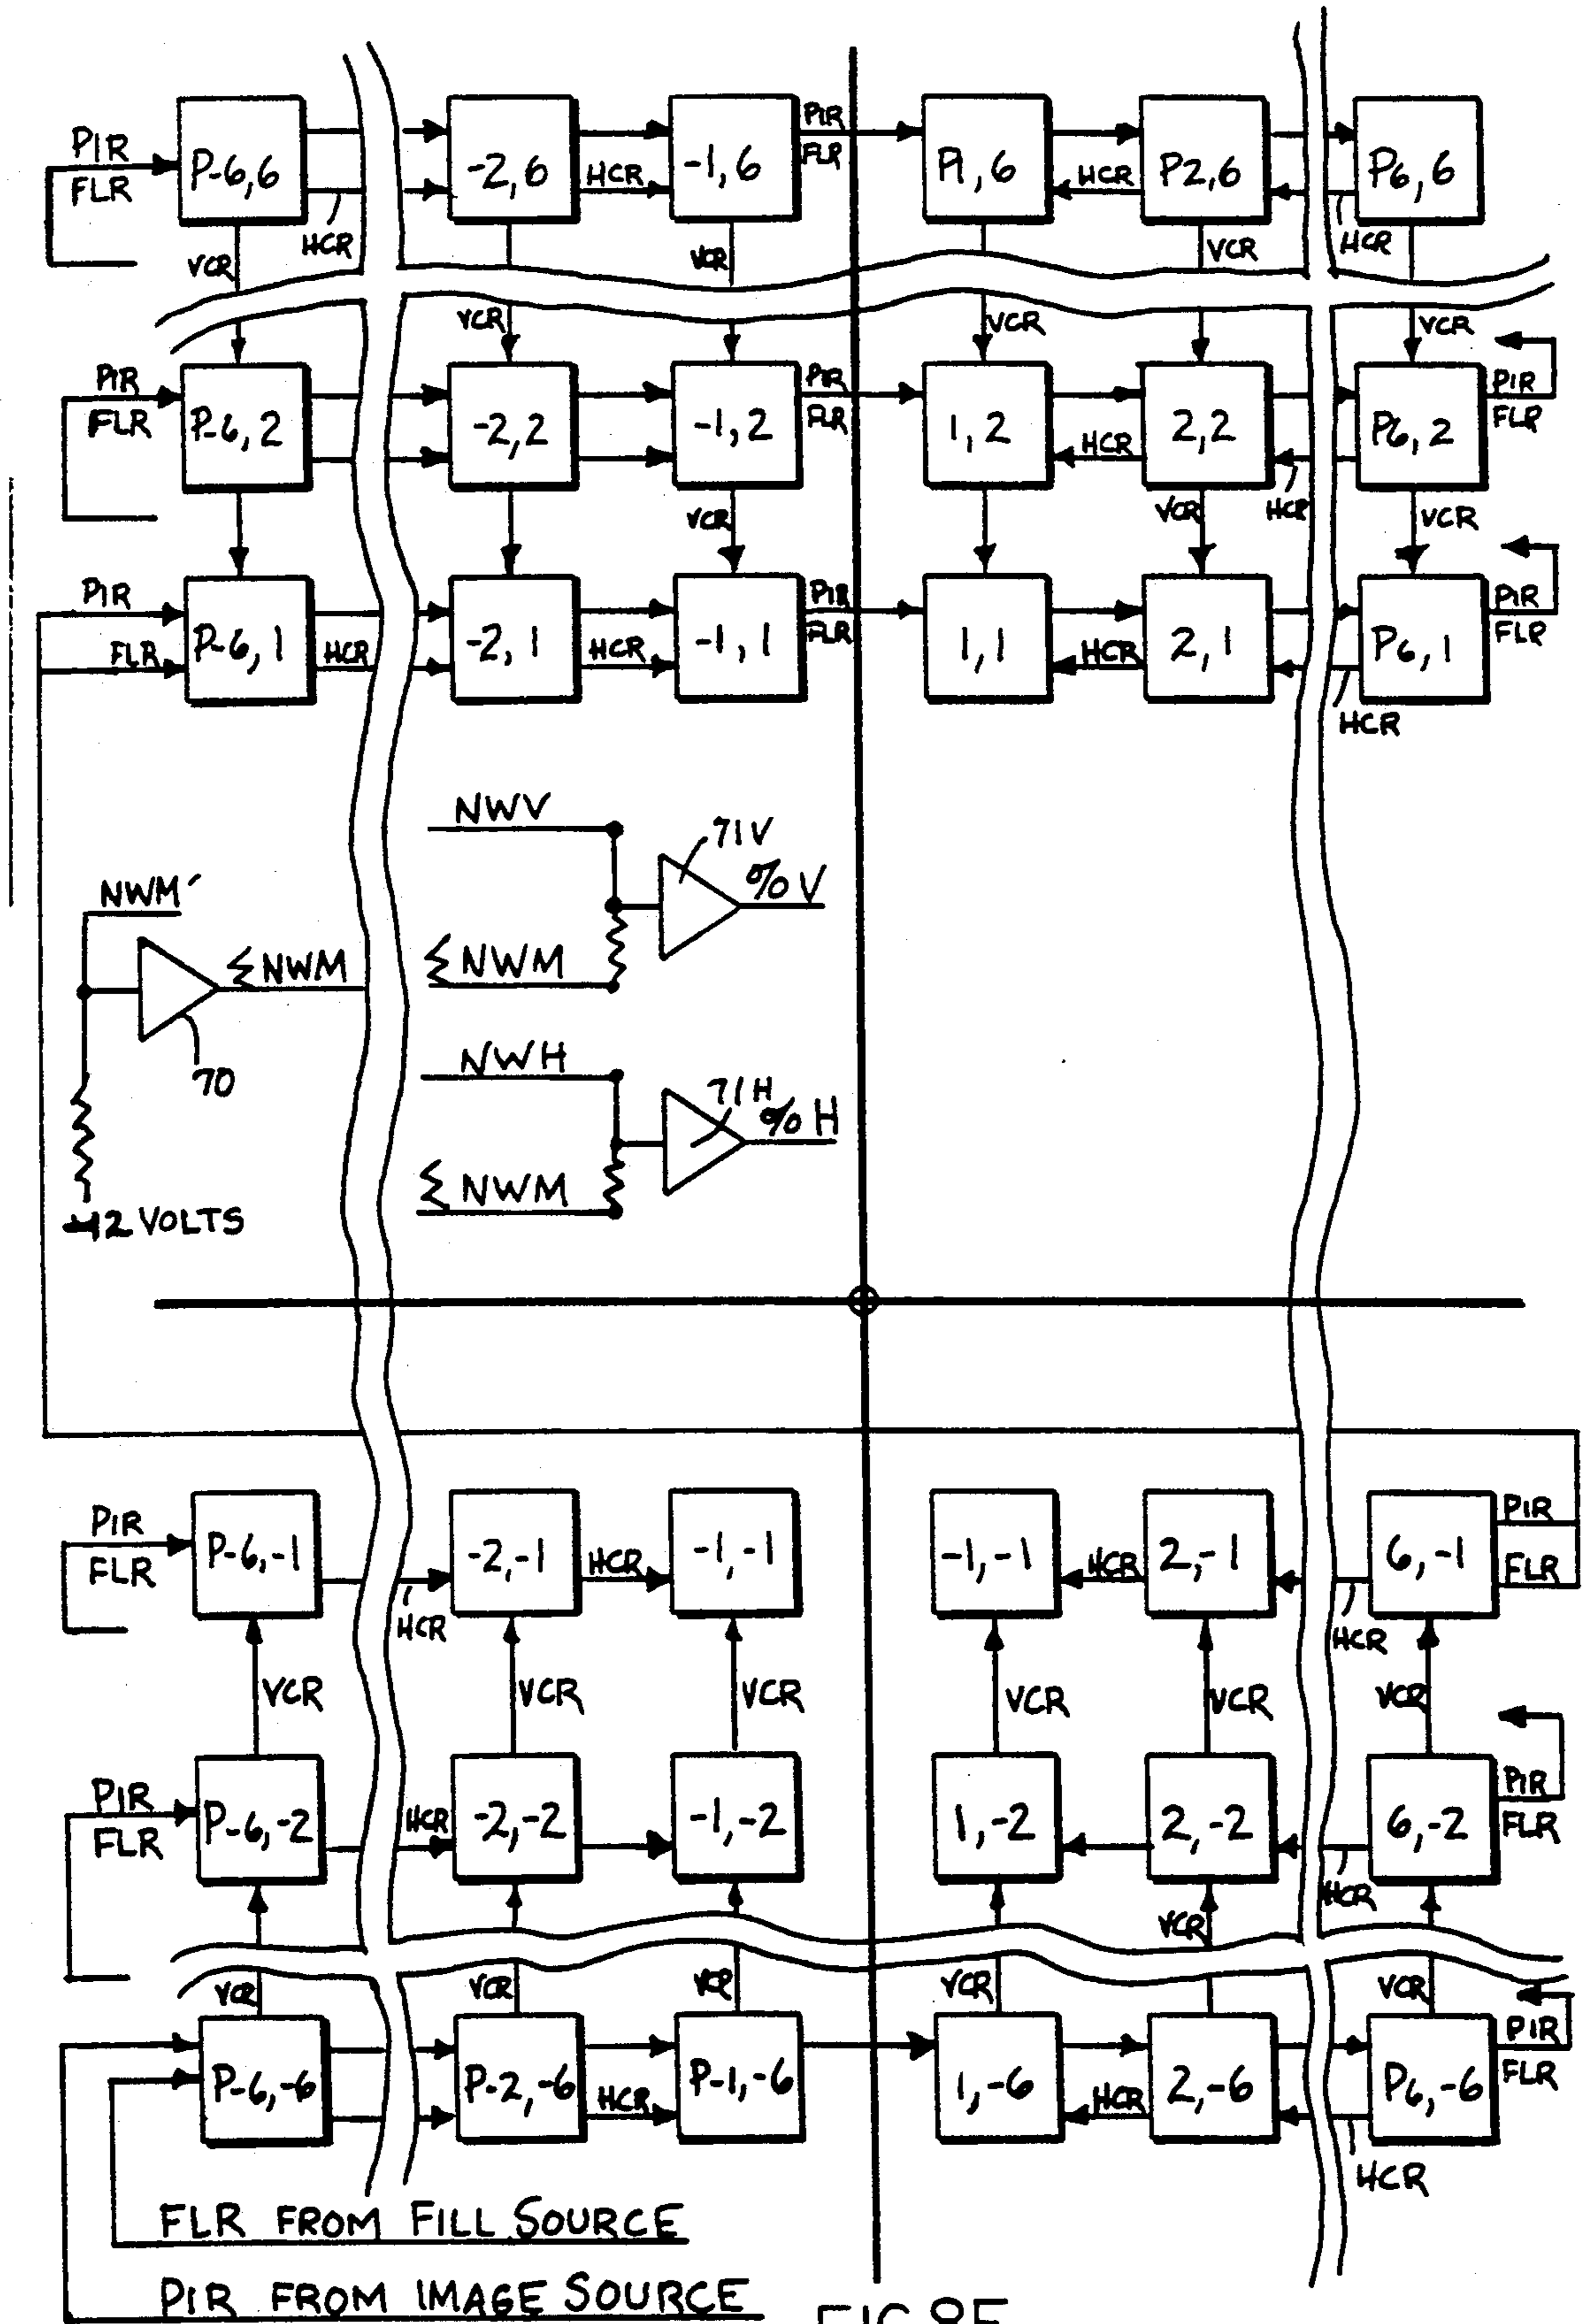 PIR
FLR
P-6,6
HCR
VCR
-2,6
HCR
-1,6
VCR
PIR
FLR
P1,6
HCR
P2,6
VCR
P6,6
HCR
VCR
VCR
VCR
PIR
FLR
P-6,2
-2,2
-1,2
VCR
PIR
FLR
1,2
HCR
2,2
VCR
HCR
P6,2
VCR
PIR
FLR
PIR
FLR
P-6,1
HCR
-2,1
HCR
-1,1
PIR
FLR
1,1
HCR
2,1
P6,1
HCR
PIR
FLR
NWV
71V
% V
ΣNWM
NWM'
ΣNWM
70
NWH
71H
% H
ΣNWM
VOLTS
PIR
FLR
P-6,-1
HCR
-2,-1
HCR
-1,-1
-1,-1
HCR
2,-1
HCR
6,-1
PIR
FLR
VCR
VCR
VCR
VCR
VCR
VCR
PIR
FLR
P-6,-2
HCR
-2,-2
-1,-2
1,-2
2,-2
HCR
6,-2
PIR
FLR
VCR
VCR
VCR
VCR
VCR
VCR
P-6,-6
P-2,-6
HCR
P-1,-6
1,-6
HCR
2,-6
P6,-6
HCR
PIR
FLR
FLR FROM FILL SOURCE
PIR FROM IMAGE SOURCE